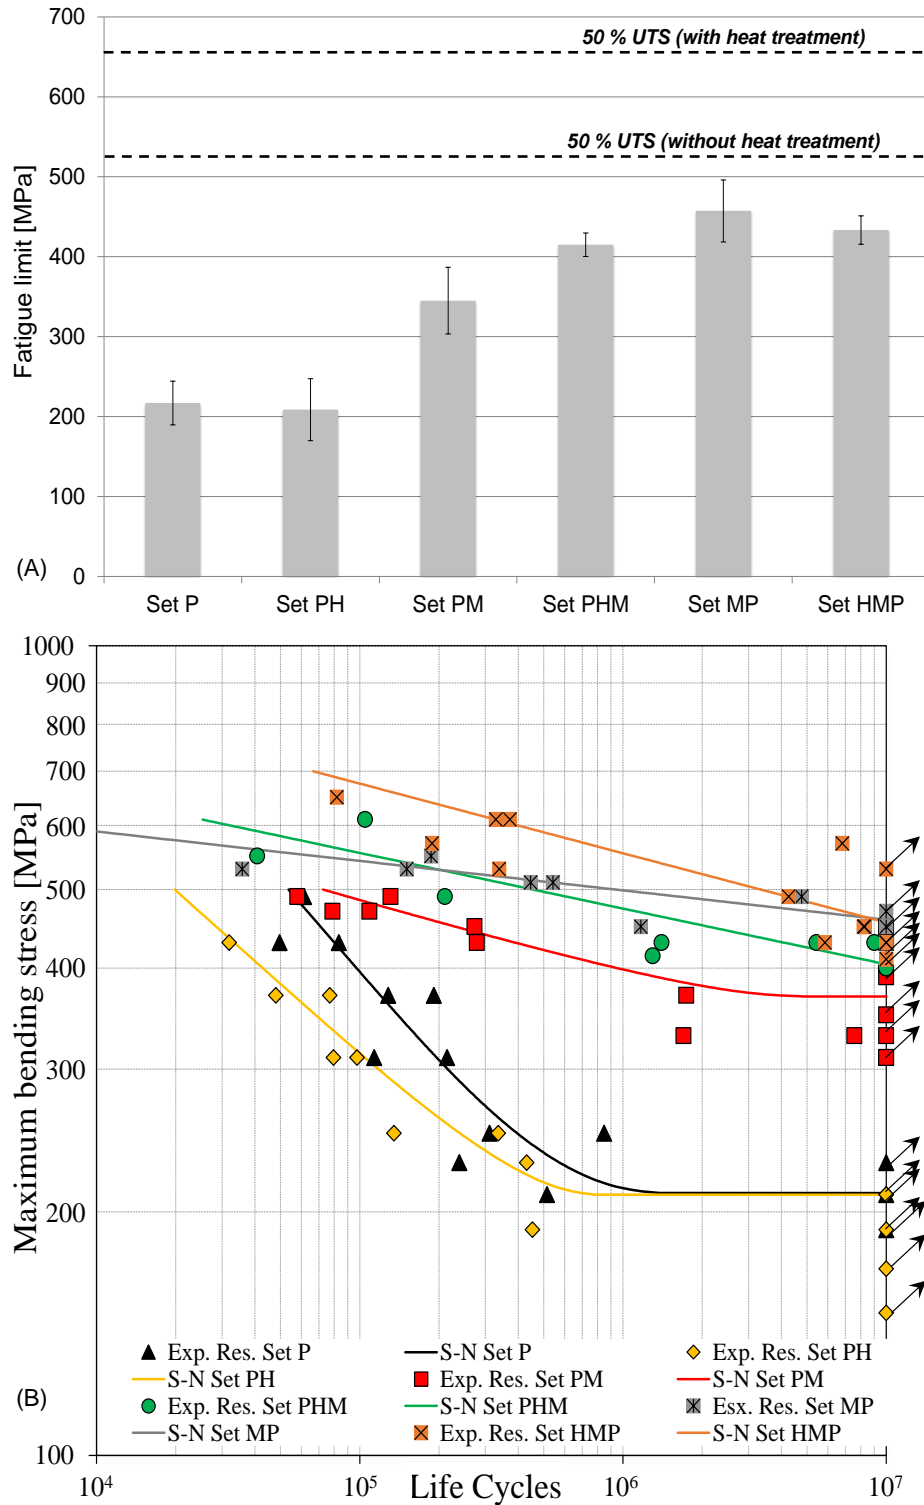 700
50 % UTS (with heat treatment)
600
50 % UTS (without heat treatment)
500
400
300
200
100
0
Fatigue limit [MPa]
(A)
Set P Set PH Set PM Set PHM Set MP Set HMP
1000
900
800
700
600
500
400
300
200
100
Maximum bending stress [MPa]
(B)
Exp. Res. Set P S-N Set P Exp. Res. Set PH
S-N Set PH Exp. Res. Set PM S-N Set PM
Exp. Res. Set PHM S-N Set PHM Esx. Res. Set MP
S-N Set MP Exp. Res. Set HMP S-N Set HMP
10⁴ 10⁵ 10⁶ 10⁷
Life Cycles